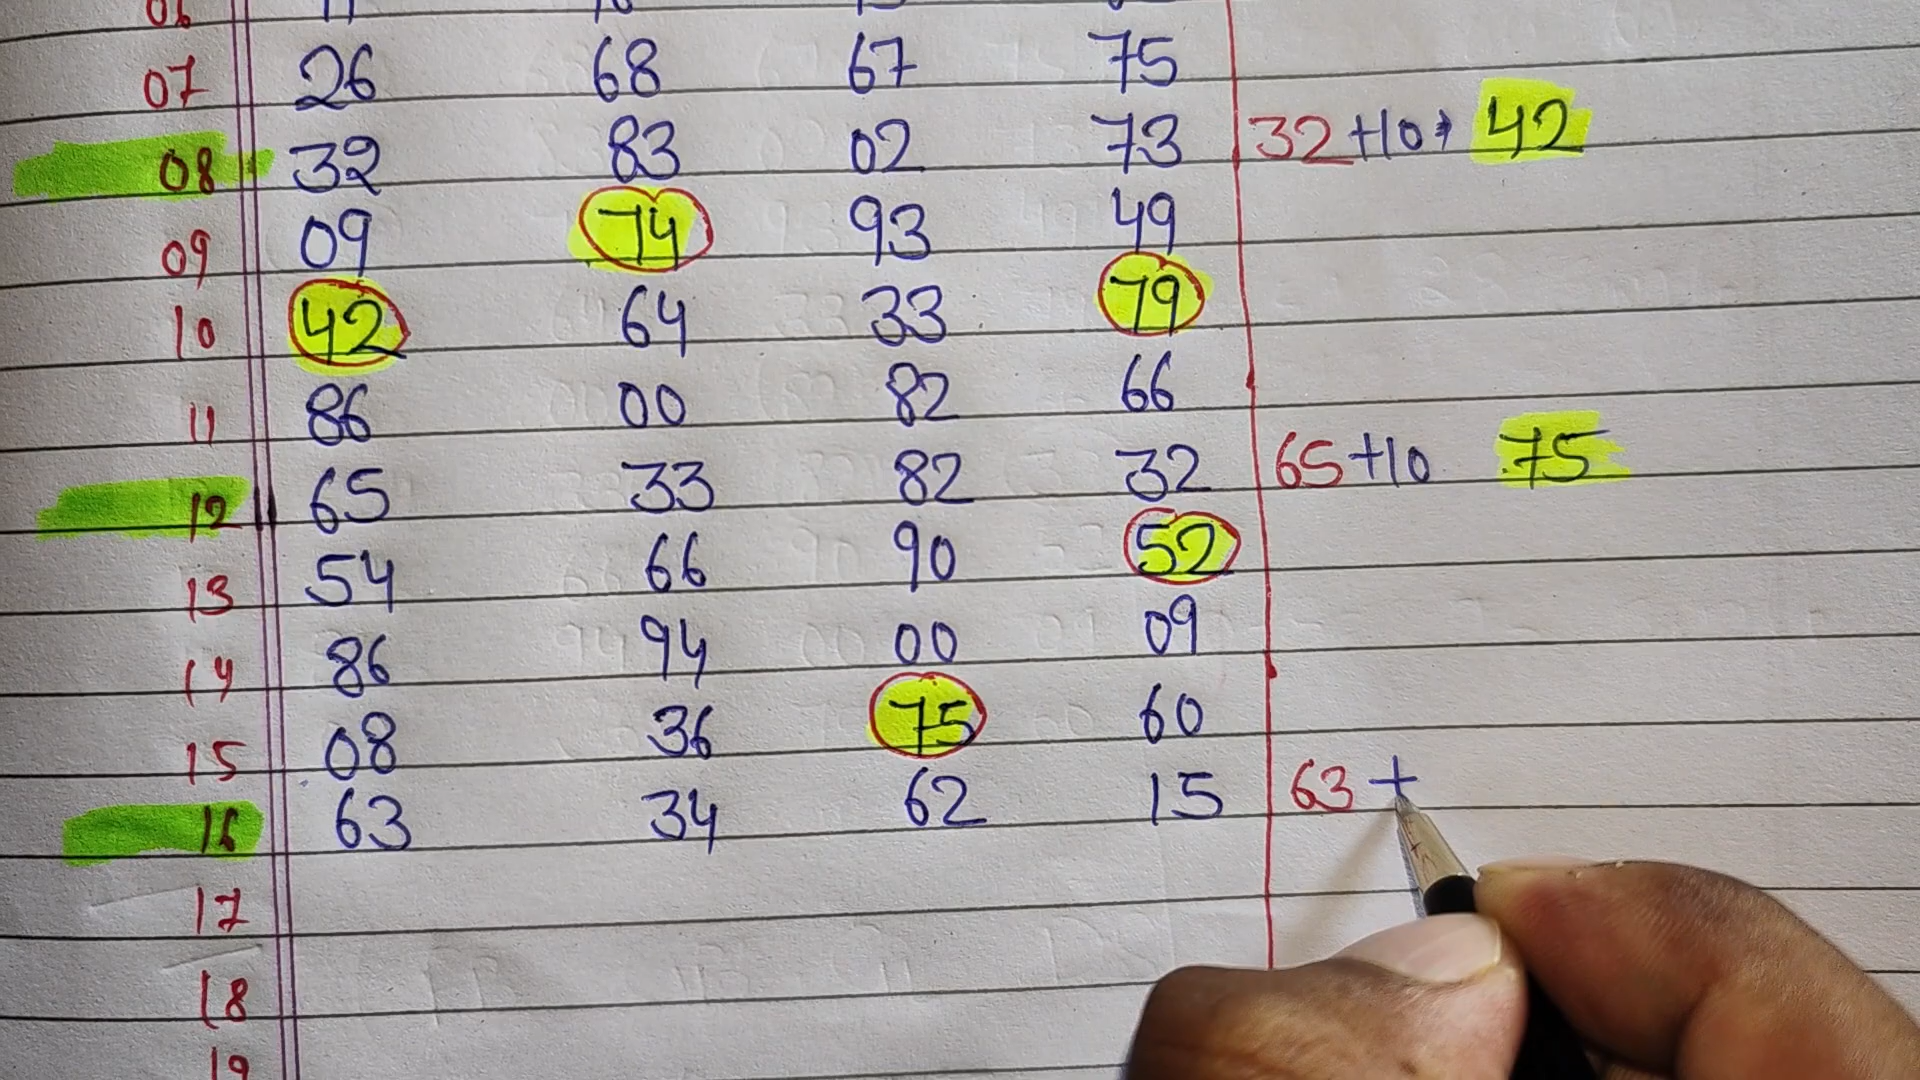 07 26 68 67 75
08 32 83 02 73 32+10 42
09 09 74 93 49
10 42 64 33 79
11 86 00 82 66
12 65 33 82 32 65+10 75
13 54 66 90 52
14 86 94 00 09
15 08 36 75 60
16 63 34 62 15 63+
17
18
19